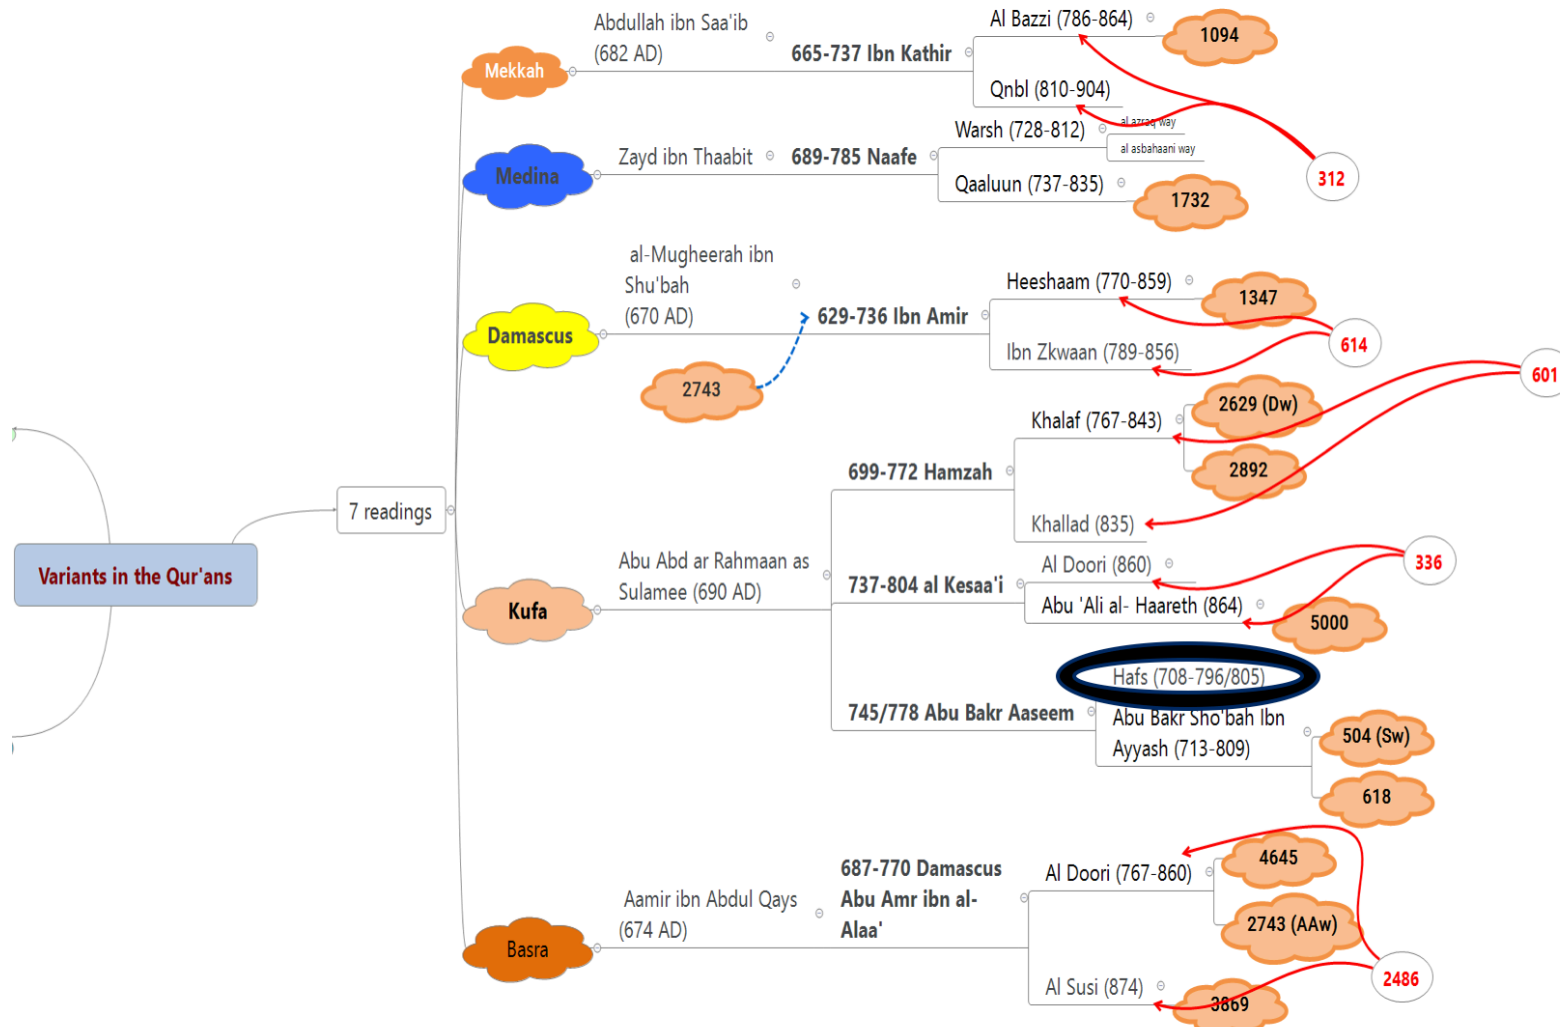 Variants in the Qur'ans
7 readings
Mekkah
Abdullah ibn Saa'ib
(682 AD)
665-737 Ibn Kathir
Al Bazzi (786-864)
1094
Qnbl (810-904)
312
Medina
Zayd ibn Thaabit
689-785 Naafe
Warsh (728-812)
al azraq way
al asbahaani way
Qaaluun (737-835)
1732
Damascus
al-Mugheerah ibn
Shu'bah
(670 AD)
2743
629-736 Ibn Amir
Heeshaam (770-859)
1347
Ibn Zkwaan (789-856)
614
601
Kufa
Abu Abd ar Rahmaan as
Sulamee (690 AD)
699-772 Hamzah
Khalaf (767-843)
2629 (Dw)
2892
Khallad (835)
737-804 al Kesaa'i
Al Doori (860)
336
Abu 'Ali al- Haareth (864)
5000
745/778 Abu Bakr Aaseem
Hafs (708-796/805)
Abu Bakr Sho'bah Ibn
Ayyash (713-809)
504 (Sw)
618
Basra
Aamir ibn Abdul Qays
(674 AD)
687-770 Damascus
Abu Amr ibn al-
Alaa'
Al Doori (767-860)
4645
2743 (AAw)
Al Susi (874)
3869
2486